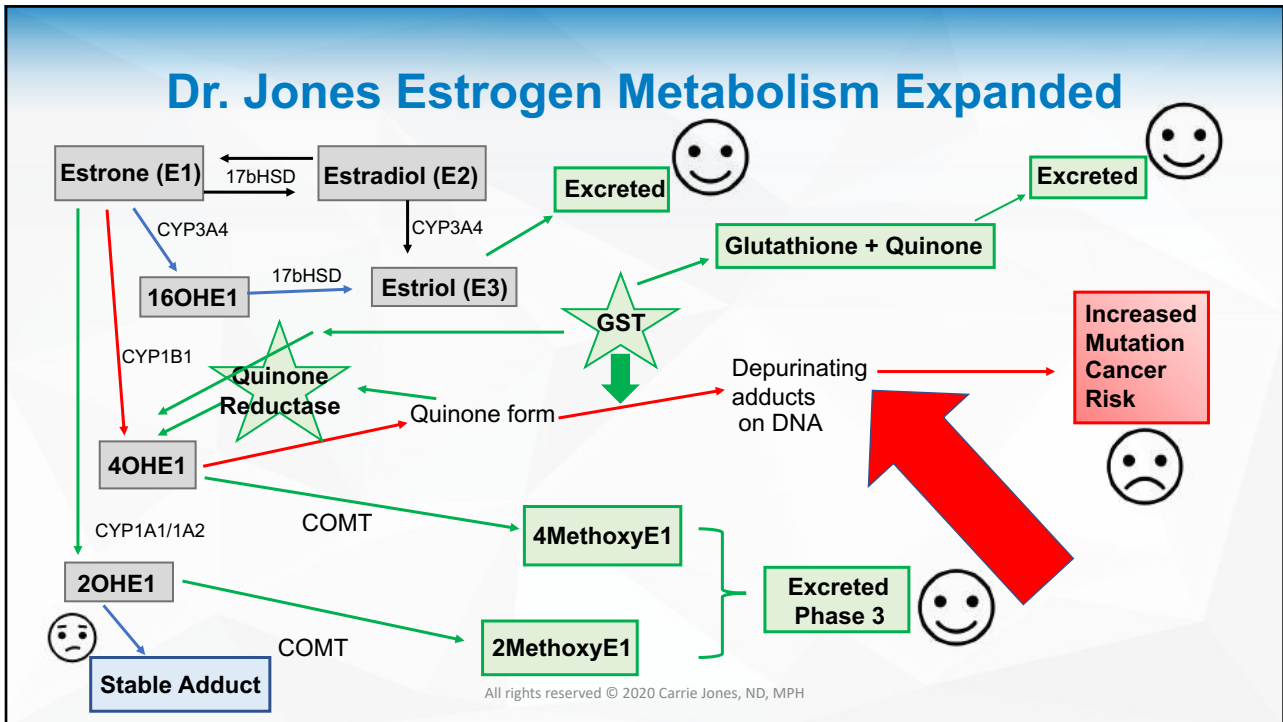 Dr. Jones Estrogen Metabolism Expanded
Estrone (E1)
17bHSD
Estradiol (E2)
Excreted
Excreted
CYP3A4
CYP3A4
Glutathione + Quinone
16OHE1
17bHSD
Estriol (E3)
GST
Increased
Mutation
Cancer
Risk
CYP1B1
Quinone
Reductase
Quinone form
Depurinating
adducts
on DNA
4OHE1
COMT
4MethoxyE1
CYP1A1/1A2
2OHE1
Excreted
Phase 3
COMT
2MethoxyE1
Stable Adduct
All rights reserved © 2020 Carrie Jones, ND, MPH